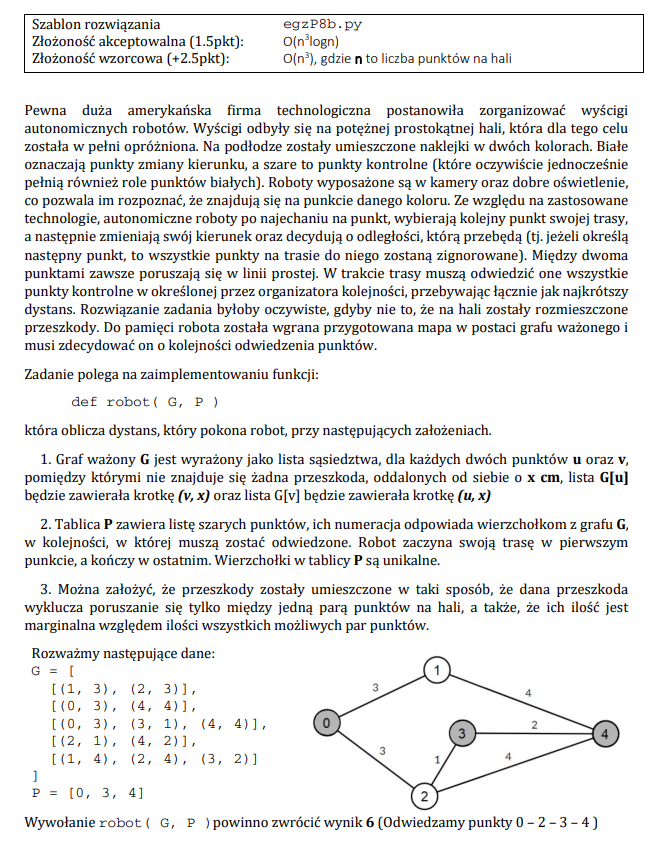 Szablon rozwiązania egzP8b.py
Złożoność akceptowalna (1.5pkt): O(n³logn)
Złożoność wzorcowa (+2.5pkt): O(n³), gdzie n to liczba punktów na hali
Pewna duża amerykańska firma technologiczna postanowiła zorganizować wyścigi
autonomicznych robotów. Wyścigi odbyły się na potężnej prostokątnej hali, która dla tego celu
została w pełni opróżniona. Na podłodze zostały umieszczone naklejki w dwóch kolorach. Białe
oznaczają punkty zmiany kierunku, a szare to punkty kontrolne (które oczywiście jednocześnie
pełnią również role punktów białych). Roboty wyposażone są w kamery oraz dobre oświetlenie,
co pozwala im rozpoznać, że znajdują się na punkcie danego koloru. Ze względu na zastosowane
technologie, autonomiczne roboty po najechaniu na punkt, wybierają kolejny punkt swojej trasy,
a następnie zmieniają swój kierunek oraz decydują o odległości, którą przebędą (tj. jeżeli określą
następny punkt, to wszystkie punkty na trasie do niego zostaną zignorowane). Między dwoma
punktami zawsze poruszają się w linii prostej. W trakcie trasy muszą odwiedzić one wszystkie
punkty kontrolne w określonej przez organizatora kolejności, przebywając łącznie jak najkrótszy
dystans. Rozwiązanie zadania byłoby oczywiste, gdyby nie to, że na hali zostały rozmieszczone
przeszkody. Do pamięci robota została wgrana przygotowana mapa w postaci grafu ważonego i
musi zdecydować on o kolejności odwiedzenia punktów.
Zadanie polega na zaimplementowaniu funkcji:
def robot( G, P )
która oblicza dystans, który pokona robot, przy następujących założeniach.
1. Graf ważony G jest wyrażony jako lista sąsiedztwa, dla każdych dwóch punktów u oraz v,
pomiędzy którymi nie znajduje się żadna przeszkoda, oddalonych od siebie o x cm, lista G[u]
będzie zawierała krotkę (v, x) oraz lista G[v] będzie zawierała krotkę (u, x)
2. Tablica P zawiera listę szarych punktów, ich numeracja odpowiada wierzchołkom z grafu G,
w kolejności, w której muszą zostać odwiedzone. Robot zaczyna swoją trasę w pierwszym
punkcie, a kończy w ostatnim. Wierzchołki w tablicy P są unikalne.
3. Można założyć, że przeszkody zostały umieszczone w taki sposób, że dana przeszkoda
wyklucza poruszanie się tylko między jedną parą punktów na hali, a także, że ich ilość jest
marginalna względem ilości wszystkich możliwych par punktów.
Rozważmy następujące dane:
G = [
[(1, 3), (2, 3)],
[(0, 3), (4, 4)],
[(0, 3), (3, 1), (4, 4)],
[(2, 1), (4, 2)],
[(1, 4), (2, 4), (3, 2)]
]
P = [0, 3, 4]
1
3
4
0
3
2
4
3
1
4
2
Wywołanie robot( G, P ) powinno zwrócić wynik 6 (Odwiedzamy punkty 0 – 2 – 3 – 4 )